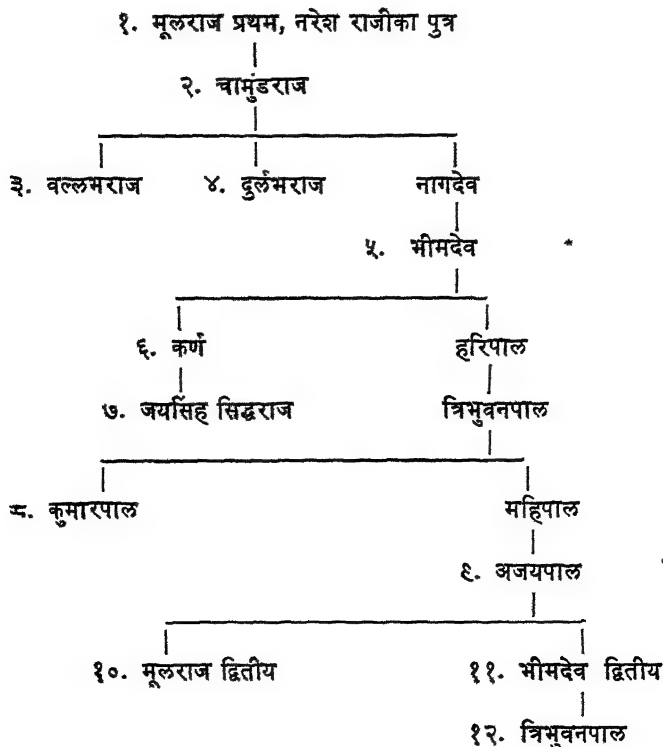 १. मूलराज प्रथम, नरेश राजीका पुत्र
२. चामुंडराज
३. वल्लभराज ४. दुर्लभराज नागदेव
५. भीमदेव
६. कर्ण हरिपाल
७. जयसिंह सिद्धराज त्रिभुवनपाल
८. कुमारपाल महिपाल
९. अजयपाल
१०. मूलराज द्वितीय ११. भीमदेव द्वितीय
१२. त्रिभुवनपाल